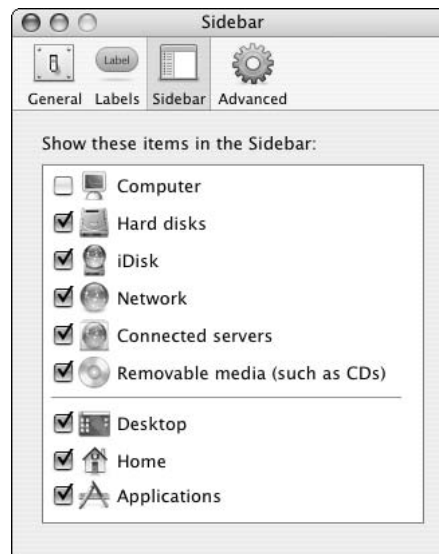 Sidebar
Label
General Labels Sidebar Advanced
Show these items in the Sidebar:
Computer
Hard disks
iDisk
Network
Connected servers
Removable media (such as CDs)
Desktop
Home
Applications